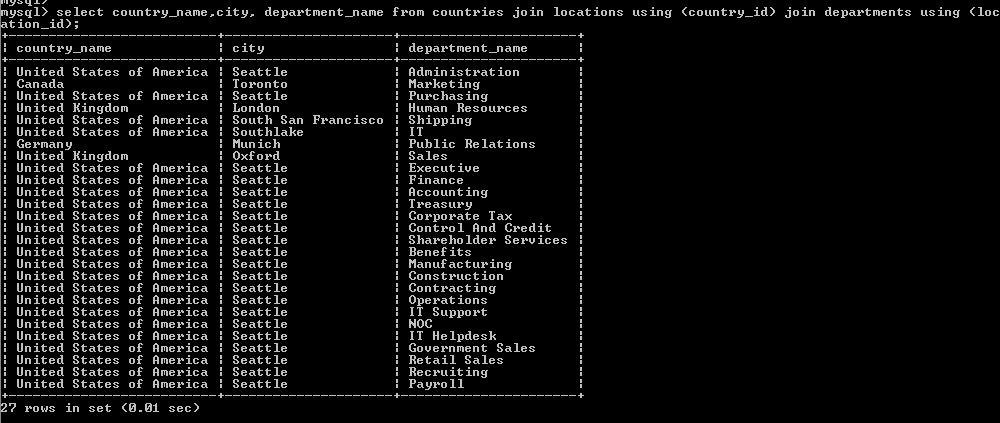 mysql>
mysql> select country_name,city, department_name from countries join locations using (country_id) join departments using (loc
ation_id);
+--------------------------+----------------------+-----------------------+
| country_name | city | department_name |
+--------------------------+----------------------+-----------------------+
| United States of America | Seattle | Administration |
| Canada | Toronto | Marketing |
| United States of America | Seattle | Purchasing |
| United Kingdom | London | Human Resources |
| United States of America | South San Francisco | Shipping |
| United States of America | Southlake | IT |
| Germany | Munich | Public Relations |
| United Kingdom | Oxford | Sales |
| United States of America | Seattle | Executive |
| United States of America | Seattle | Finance |
| United States of America | Seattle | Accounting |
| United States of America | Seattle | Treasury |
| United States of America | Seattle | Corporate Tax |
| United States of America | Seattle | Control And Credit |
| United States of America | Seattle | Shareholder Services |
| United States of America | Seattle | Benefits |
| United States of America | Seattle | Manufacturing |
| United States of America | Seattle | Construction |
| United States of America | Seattle | Contracting |
| United States of America | Seattle | Operations |
| United States of America | Seattle | IT Support |
| United States of America | Seattle | NOC |
| United States of America | Seattle | IT Helpdesk |
| United States of America | Seattle | Government Sales |
| United States of America | Seattle | Retail Sales |
| United States of America | Seattle | Recruiting |
| United States of America | Seattle | Payroll |
+--------------------------+----------------------+-----------------------+
27 rows in set (0.01 sec)